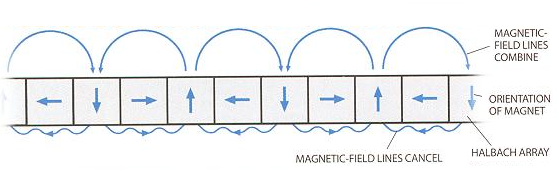 MAGNETIC-
FIELD LINES
COMBINE
ORIENTATION
OF MAGNET
HALBACH ARRAY
MAGNETIC-FIELD LINES CANCEL